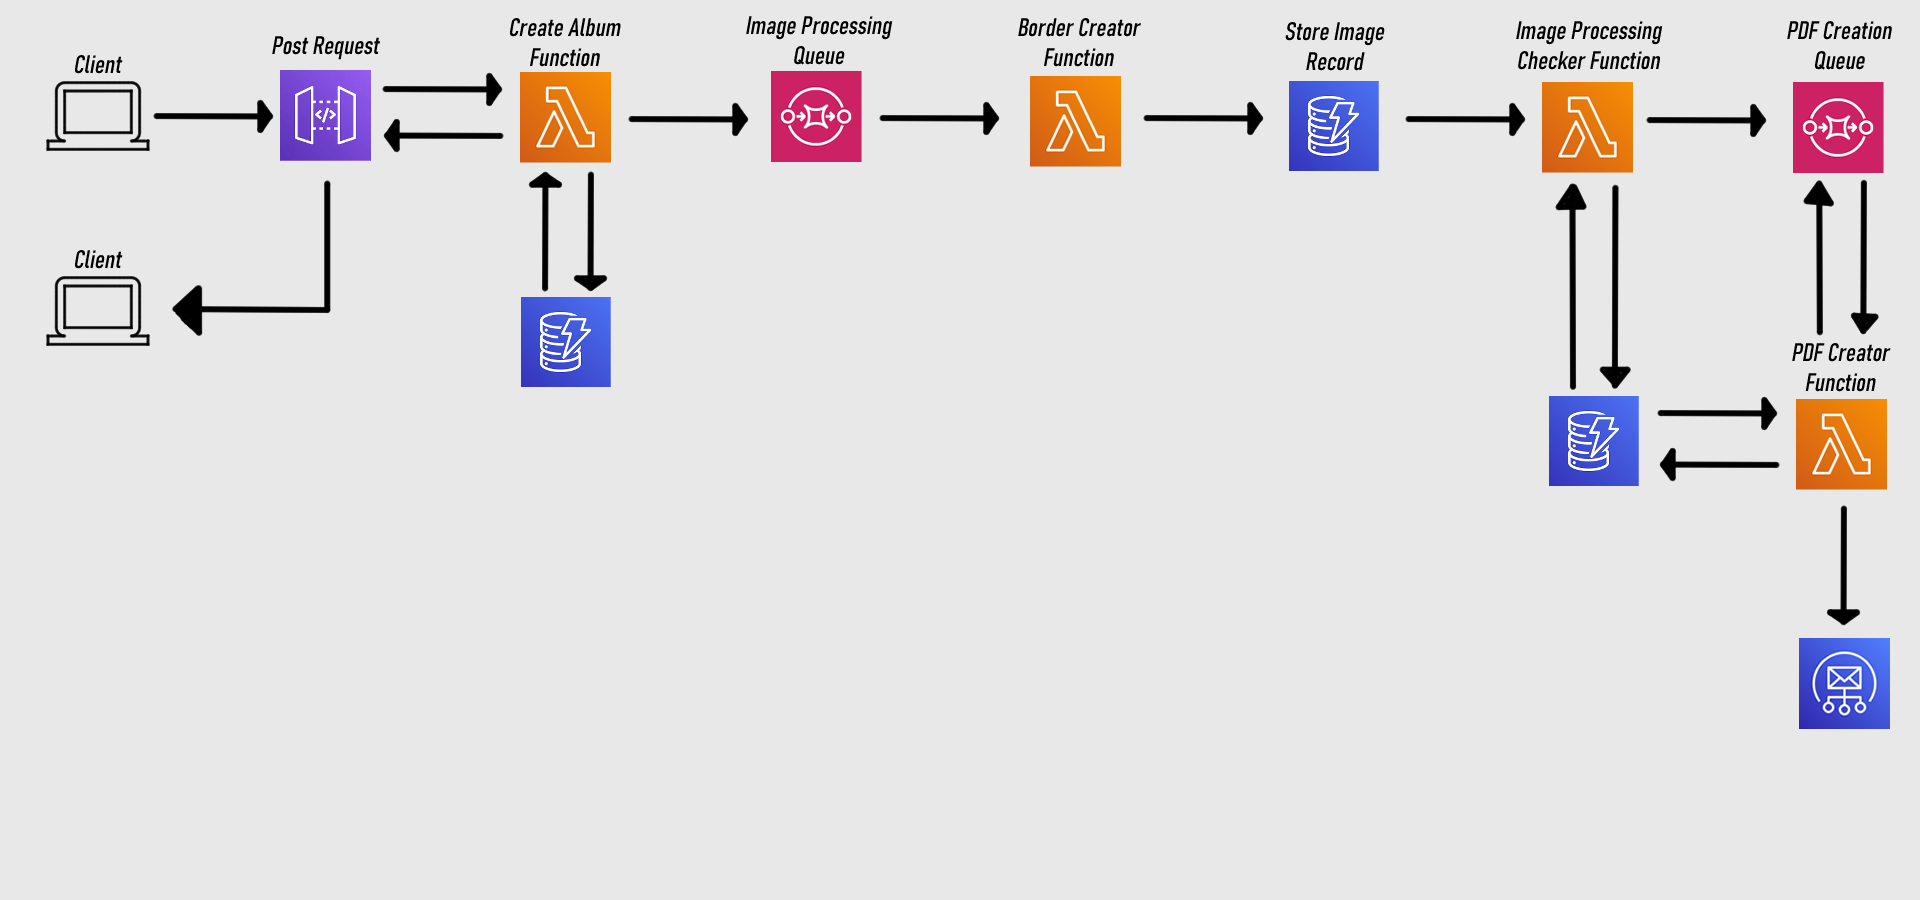 Client
Post Request
Create Album
Function
Image Processing
Queue
Border Creator
Function
Store Image
Record
Image Processing
Checker Function
PDF Creation
Queue
</>
Client
PDF Creator
Function